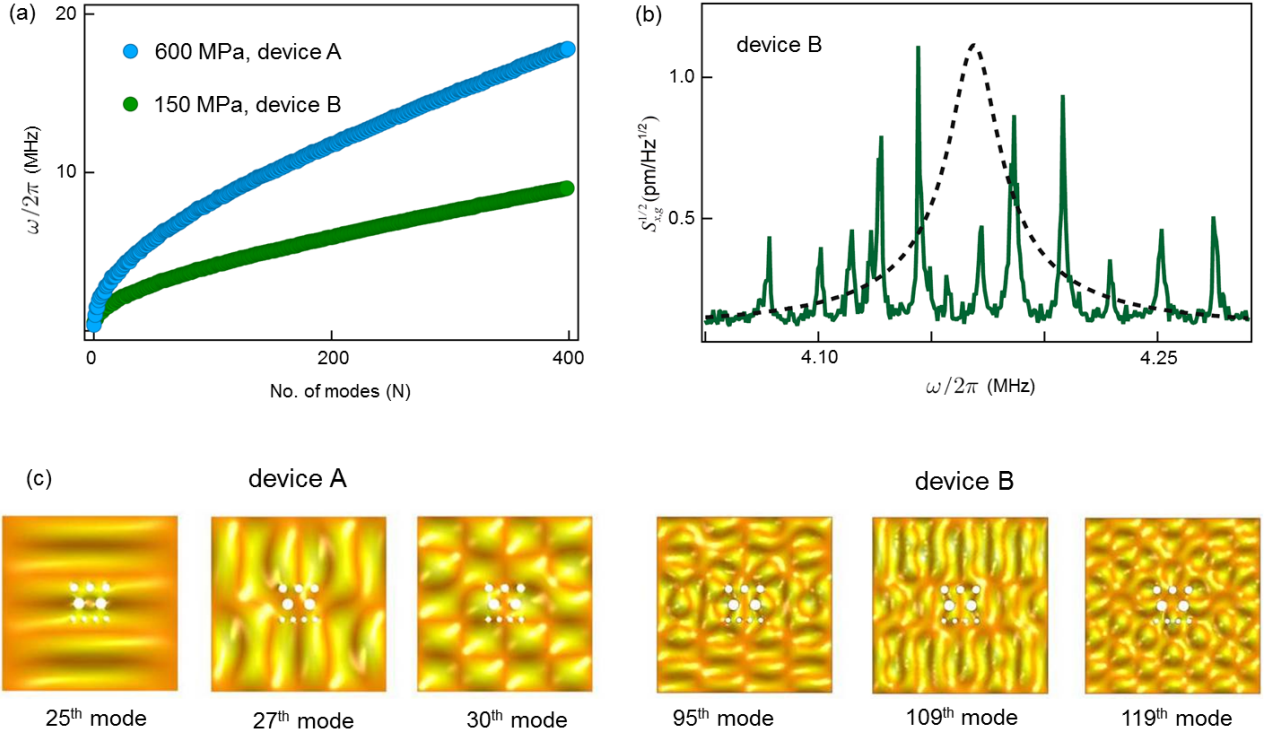 (a)
20
600 MPa, device A
150 MPa, device B
ω/2π (MHz)
10
0
200
400
No. of modes (N)
(b)
device B
1.0
0.5
S_{x,g}^{1/2}(pm/Hz^{1/2})
4.10
4.25
ω/2π (MHz)
(c)
device A
device B
25th mode
27th mode
30th mode
95th mode
109th mode
119th mode